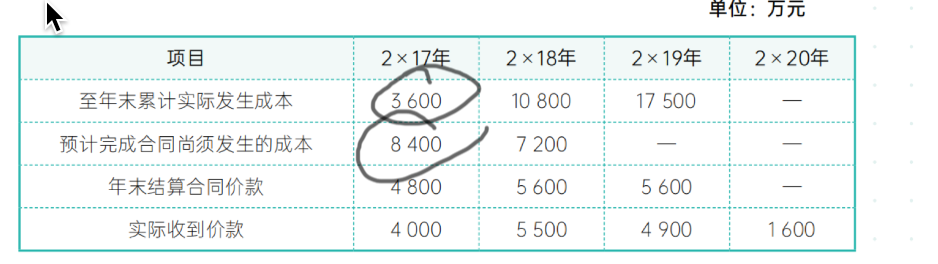 单位：万元
项目 2×17年 2×18年 2×19年 2×20年
至年末累计实际发生成本 3 600 10 800 17 500 —
预计完成合同尚须发生的成本 8 400 7 200 — —
年末结算合同价款 4 800 5 600 5 600 —
实际收到价款 4 000 5 500 4 900 1 600